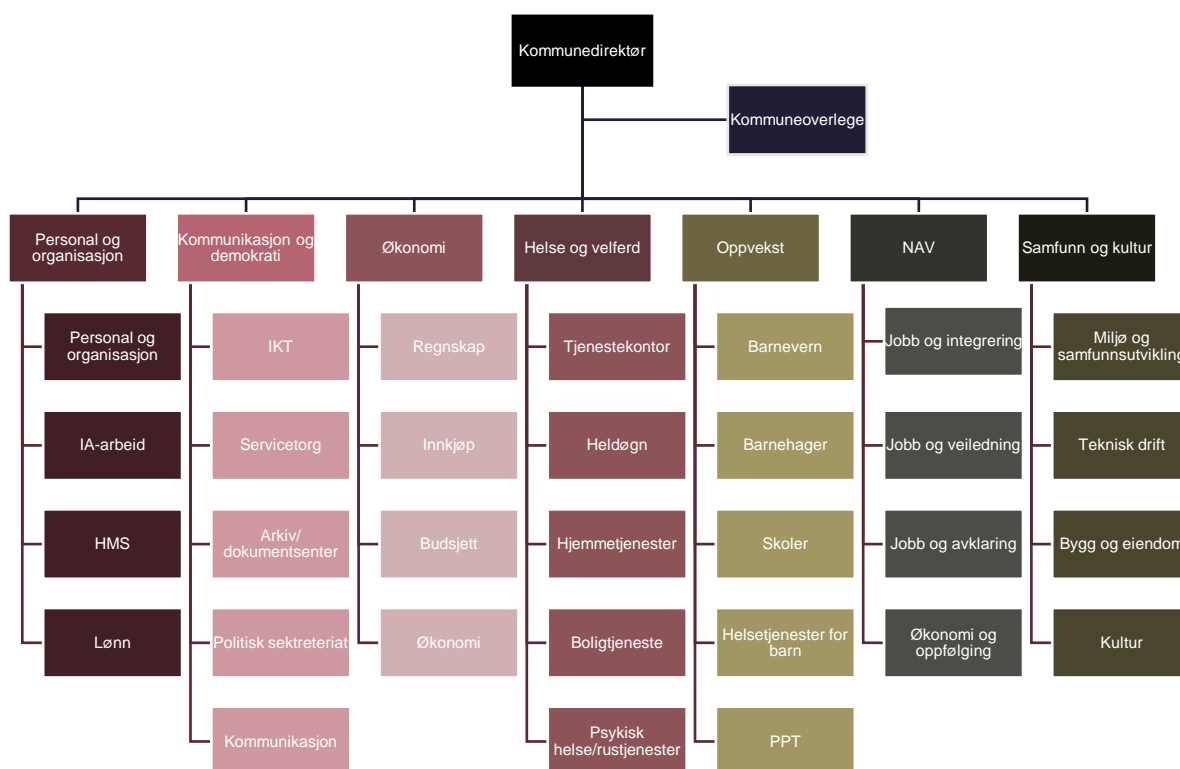 Kommunedirektør
Kommuneoverlege
Personal og
organisasjon
Kommunikasjon og
demokrati
Økonomi
Helse og velferd
Oppvekst
NAV
Samfunn og kultur
Personal og
organisasjon
IA-arbeid
HMS
Lønn
IKT
Servicetorg
Arkiv/
dokumentsenter
Politisk sektreteriat
Kommunikasjon
Regnskap
Innkjøp
Budsjett
Økonomi
Tjenestekontor
Heldøgn
Hjemmetjenester
Boligtjeneste
Psykisk
helse/rustjenester
Barnevern
Barnehager
Skoler
Helsetjenester for
barn
PPT
Jobb og integrering
Jobb og veiledning
Jobb og avklaring
Økonomi og
oppfølging
Miljø og
samfunnsutvikling
Teknisk drift
Bygg og eiendom
Kultur